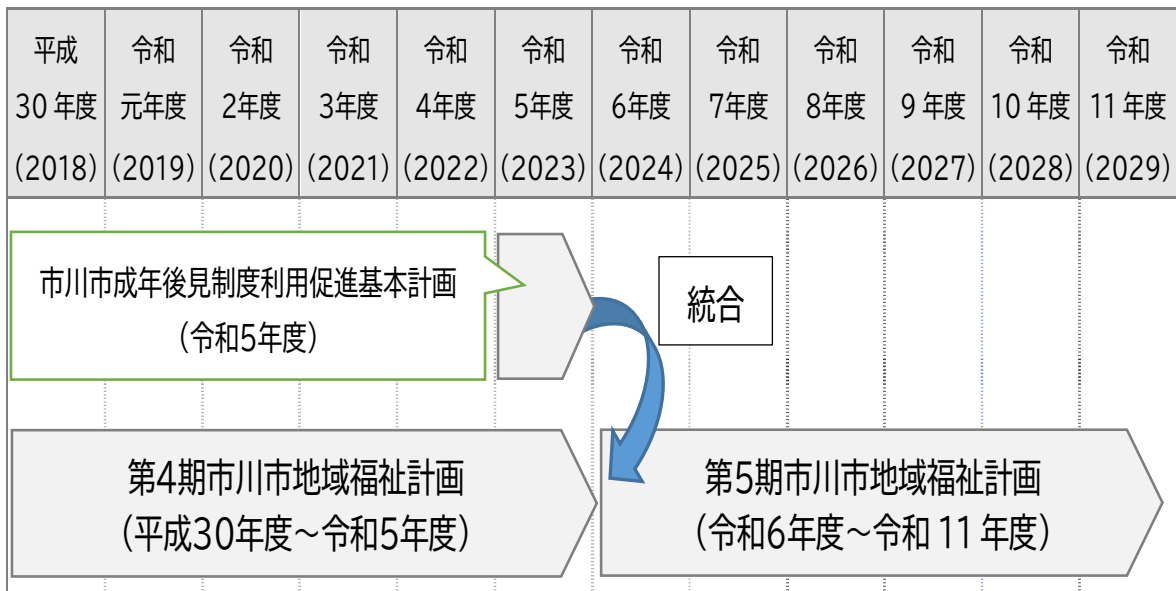 平成 令和 令和 令和 令和 令和 令和 令和 令和 令和 令和 令和
30 年度 元年度 2年度 3年度 4年度 5年度 6年度 7年度 8年度 9 年度 10 年度 11 年度
(2018) (2019) (2020) (2021) (2022) (2023) (2024) (2025) (2026) (2027) (2028) (2029)
市川市成年後見制度利用促進基本計画
(令和5年度)
統合
第4期市川市地域福祉計画
(平成30年度～令和5年度)
第5期市川市地域福祉計画
(令和6年度～令和 11 年度)